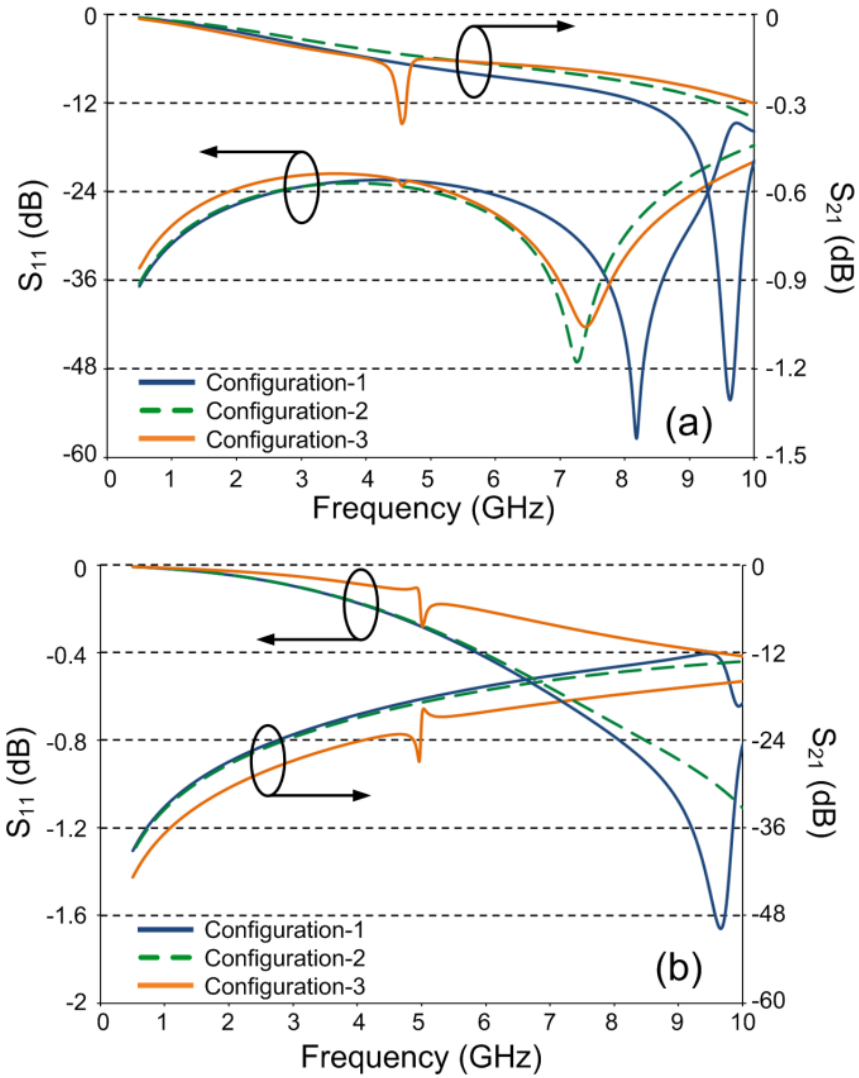 0
-12
-24
-36
-48
-60
S11 (dB)
0
-0.3
-0.6
-0.9
-1.2
-1.5
S21 (dB)
Configuration-1
Configuration-2
Configuration-3
(a)
0 1 2 3 4 5 6 7 8 9 10
Frequency (GHz)
0
-0.4
-0.8
-1.2
-1.6
-2
S11 (dB)
0
-12
-24
-36
-48
-60
S21 (dB)
Configuration-1
Configuration-2
Configuration-3
(b)
0 1 2 3 4 5 6 7 8 9 10
Frequency (GHz)